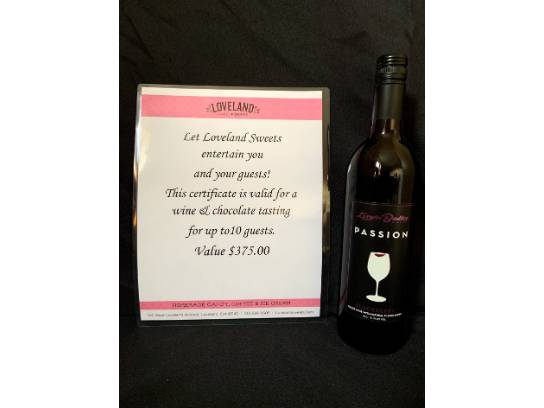 LOVELAND
Let Loveland Sweets
entertain you
and your guests!
This certificate is valid for a
wine & chocolate tasting
for up to10 guests.
Value $375.00
HOMEMADE CANDY, COFFEE & ICE CREAM
PASSION